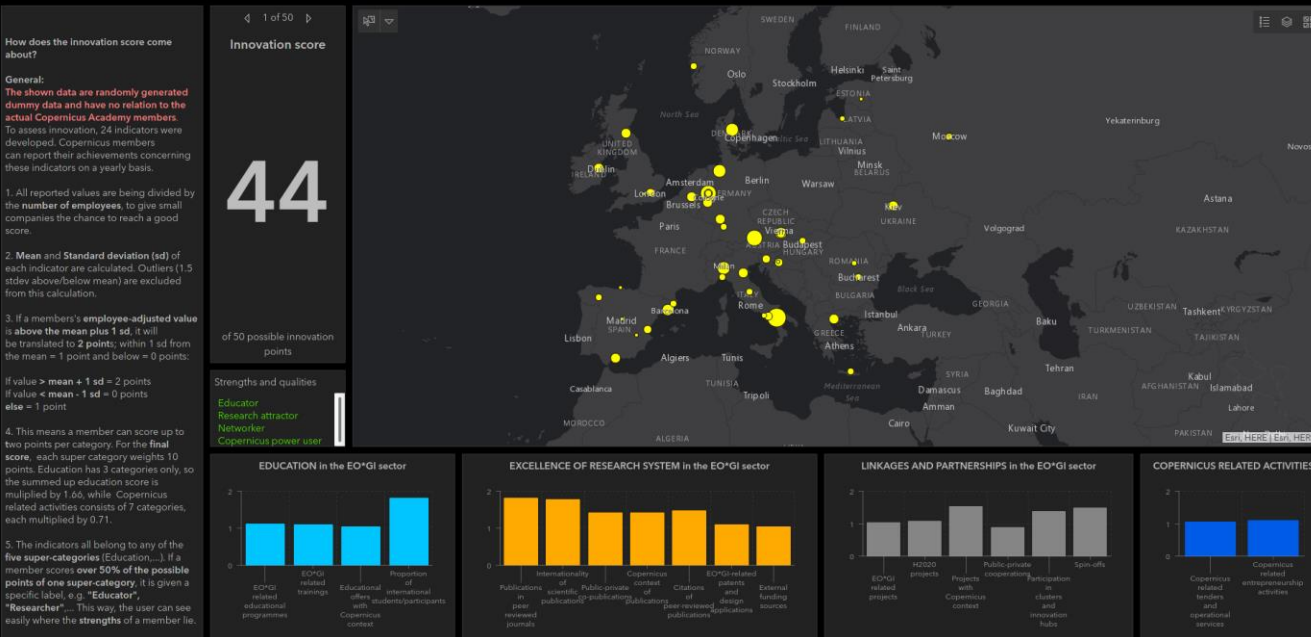 How does the innovation score come
about?
General:
The shown data are randomly generated
dummy data and have no relation to the
actual Copernicus Academy members.
To assess innovation, 24 indicators were
developed. Copernicus members
can report their achievements concerning
these indicators on a yearly basis.
1. All reported values are being divided by
the number of employees, to give small
companies the chance to reach a good
score.
2. Mean and Standard deviation (sd) of
each indicator are calculated. Outliers (1.5
stdev above/below mean) are excluded
from this calculation.
3. If a members's employee-adjusted value
is above the mean plus 1 sd, it will
be translated to 2 points; within 1 sd from
the mean = 1 point and below = 0 points:
If value > mean + 1 sd = 2 points
If value < mean - 1 sd = 0 points
else = 1 point
4. This means a member can score up to
two points per category. For the final
score, each super category weights 10
points. Education has 3 categories only, so
the summed up education score is
muliplied by 1.66, while Copernicus
related activities consists of 7 categories,
each multiplied by 0.71.
5. The indicators all belong to any of the
five super-categories (Education,...). If a
member scores over 50% of the possible
points of one super-category, it is given a
specific label, e.g. "Educator",
"Researcher",... This way, the user can see
easily where the strengths of a member lie.
1 of 50
Innovation score
44
of 50 possible innovation
points
Strengths and qualities
Educator
Research attractor
Networker
Copernicus power user
SWEDEN
FINLAND
NORWAY
Oslo
Helsinki
Saint
Petersburg
Stockholm
ESTONIA
North Sea
LATVIA
Yekaterinburg
Copenhagen
LITHUANIA
Moscow
UNITED
KINGDOM
Vilnius
Novos
Dublin
IRELAND
Minsk
BELARUS
Amsterdam
Berlin
Warsaw
London
GERMANY
Brussels
Astana
Kiev
CZECH
REPUBLIC
UKRAINE
Paris
Vienna
Volgograd
KAZAKHSTAN
AUSTRIA
Budapest
HUNGARY
FRANCE
Milan
ROMANIA
Bucharest
Black Sea
ITALY
BULGARIA
Rome
GEORGIA
UZBEKISTAN
Tashkent
KYRGYZSTAN
Barcelona
Istanbul
Madrid
SPAIN
Baku
Ankara
TURKEY
TURKMENISTAN
Lisbon
GREECE
TAJIKISTAN
Athens
Algiers
Tunis
Tehran
SYRIA
Kabul
Casablanca
TUNISIA
Mediterranean
Sea
Damascus
Baghdad
AFGHANISTAN
Islamabad
Tripoli
IRAN
Amman
Lahore
MOROCCO
Cairo
Kuwait City
ALGERIA
PAKISTAN
Esri, HERE | Esri, HERE
EDUCATION in the EO*GI sector
2
1
0
EO*GI
related
educational
programmes
EO*GI
related
trainings
Educational
offers
with
Copernicus
context
Proportion
of
international
students/participants
EXCELLENCE OF RESEARCH SYSTEM in the EO*GI sector
2
1
0
Publications
in
peer
reviewed
journals
Internationality
of
scientific
publications
Public-private
co-publications
Copernicus
context
of
publications
Citations
of
peer-reviewed
publications
EO*GI-related
patents
and
design
applications
External
funding
sources
LINKAGES AND PARTNERSHIPS in the EO*GI sector
2
1
0
EO*GI
related
projects
H2020
projects
Projects
with
Copernicus
context
Public-private
cooperations
Participation
in
clusters
and
innovation
hubs
Spin-offs
COPERNICUS RELATED ACTIVITIES
2
1
0
Copernicus
related
tenders
and
operational
services
Copernicus
related
entrepreneurship
activities